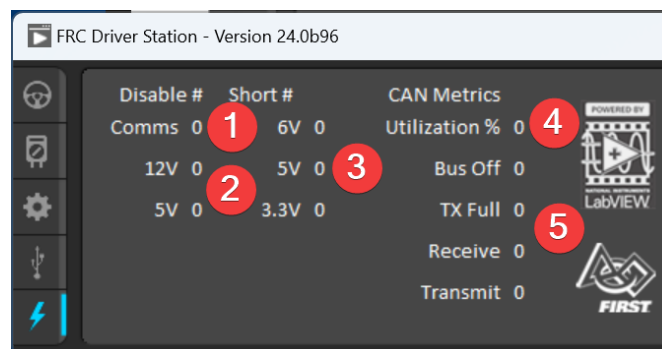 FRC Driver Station - Version 24.0b96
Disable # Short # CAN Metrics
Comms 0 1 6V 0 Utilization % 0 4
12V 0 2 5V 0 3 Bus Off 0
5V 0 3.3V 0 TX Full 0 5
Receive 0
Transmit 0
POWERED BY
NATIONAL INSTRUMENTS
LabVIEW
FIRST